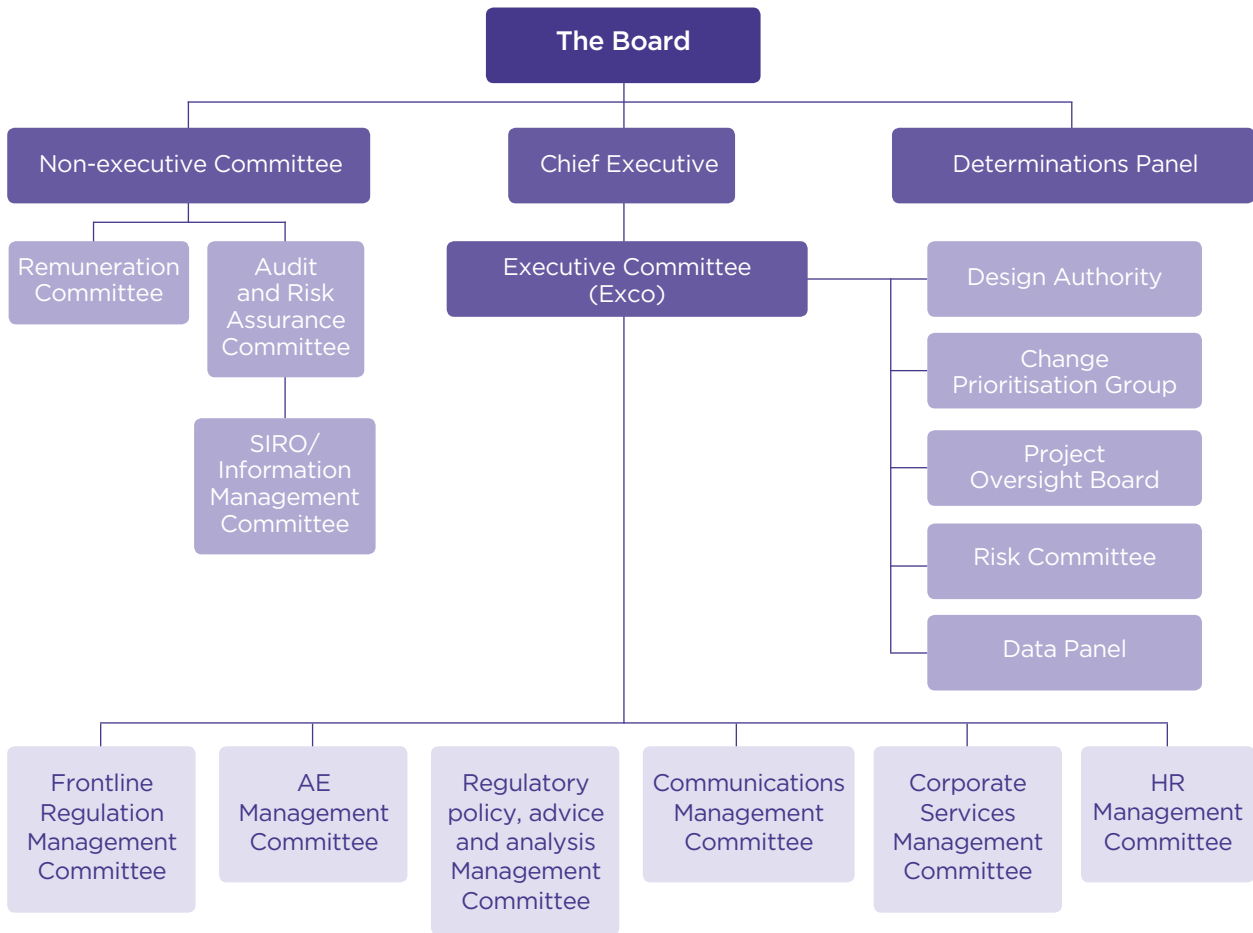 The Board
Non-executive Committee
Chief Executive
Determinations Panel
Remuneration
Committee
Audit
and Risk
Assurance
Committee
SIRO/
Information
Management
Committee
Executive Committee
(Exco)
Design Authority
Change
Prioritisation Group
Project
Oversight Board
Risk Committee
Data Panel
Frontline
Regulation
Management
Committee
AE
Management
Committee
Regulatory
policy, advice
and analysis
Management
Committee
Communications
Management
Committee
Corporate
Services
Management
Committee
HR
Management
Committee